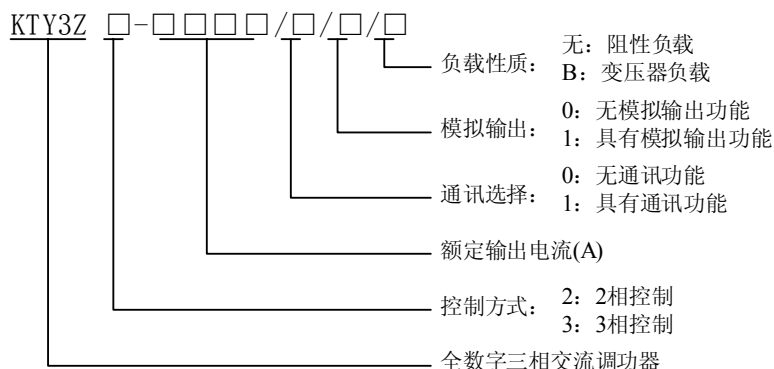 KTY3Z □-□□□□/□/□/□
负载性质： 无：阻性负载
B：变压器负载
模拟输出： 0：无模拟输出功能
1：具有模拟输出功能
通讯选择： 0：无通讯功能
1：具有通讯功能
额定输出电流(A)
控制方式： 2：2相控制
3：3相控制
全数字三相交流调功器